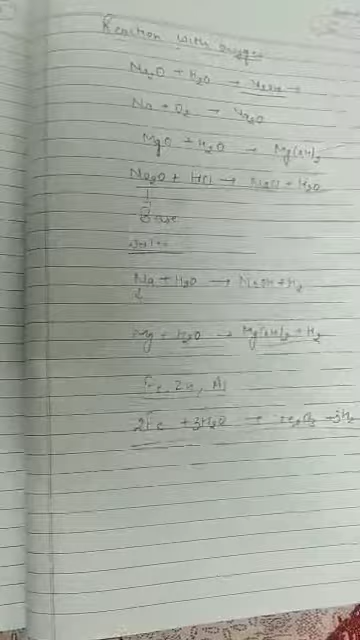 Reaction with oxygen
Na₂O + H₂O → NaOH
Na + O₂ → Na₂O
MgO + H₂O → Mg(OH)₂
Na₂O + HCl → NaCl + H₂O
↓
Base
Na + H₂O → NaOH + H₂
Mg + H₂O → Mg(OH)₂ + H₂
Fe, Zn, Al
2Fe + 3H₂O → Fe₂O₃ + 3H₂